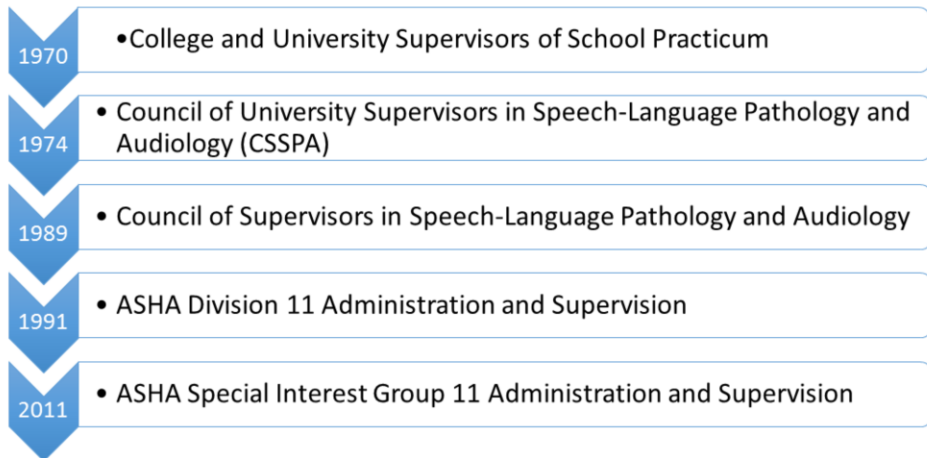 1970
•College and University Supervisors of School Practicum
1974
• Council of University Supervisors in Speech-Language Pathology and
Audiology (CSSPA)
1989
• Council of Supervisors in Speech-Language Pathology and Audiology
1991
• ASHA Division 11 Administration and Supervision
2011
• ASHA Special Interest Group 11 Administration and Supervision